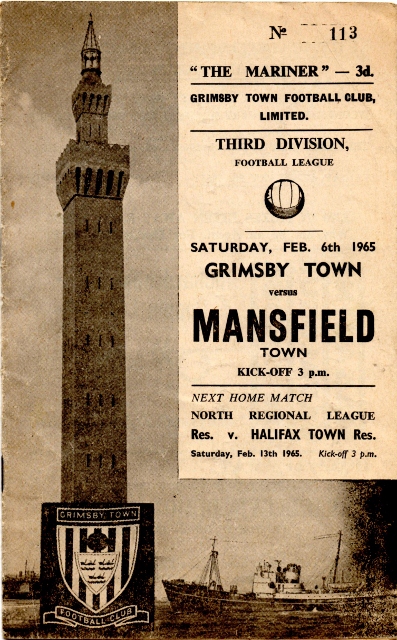 Nº 113
"THE MARINER" — 3d.
GRIMSBY TOWN FOOTBALL CLUB,
LIMITED.
THIRD DIVISION,
FOOTBALL LEAGUE
SATURDAY, FEB. 6th 1965
GRIMSBY TOWN
versus
MANSFIELD
TOWN
KICK-OFF 3 p.m.
NEXT HOME MATCH
NORTH REGIONAL LEAGUE
Res. v. HALIFAX TOWN Res.
Saturday, Feb. 13th 1965. Kick-off 3 p.m.
GRIMSBY TOWN
FOOTBALL CLUB